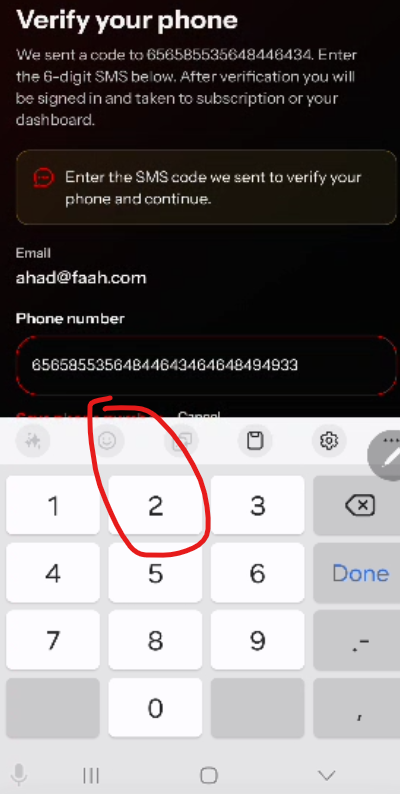 Verify your phone
We sent a code to 656585535648446434. Enter
the 6-digit SMS below. After verification you will
be signed in and taken to subscription or your
dashboard.
Enter the SMS code we sent to verify your
phone and continue.
Email
ahad@faah.com
Phone number
65658553564844643464648494933
Cancel
1 2 3
4 5 6 Done
7 8 9 .-
0 ,